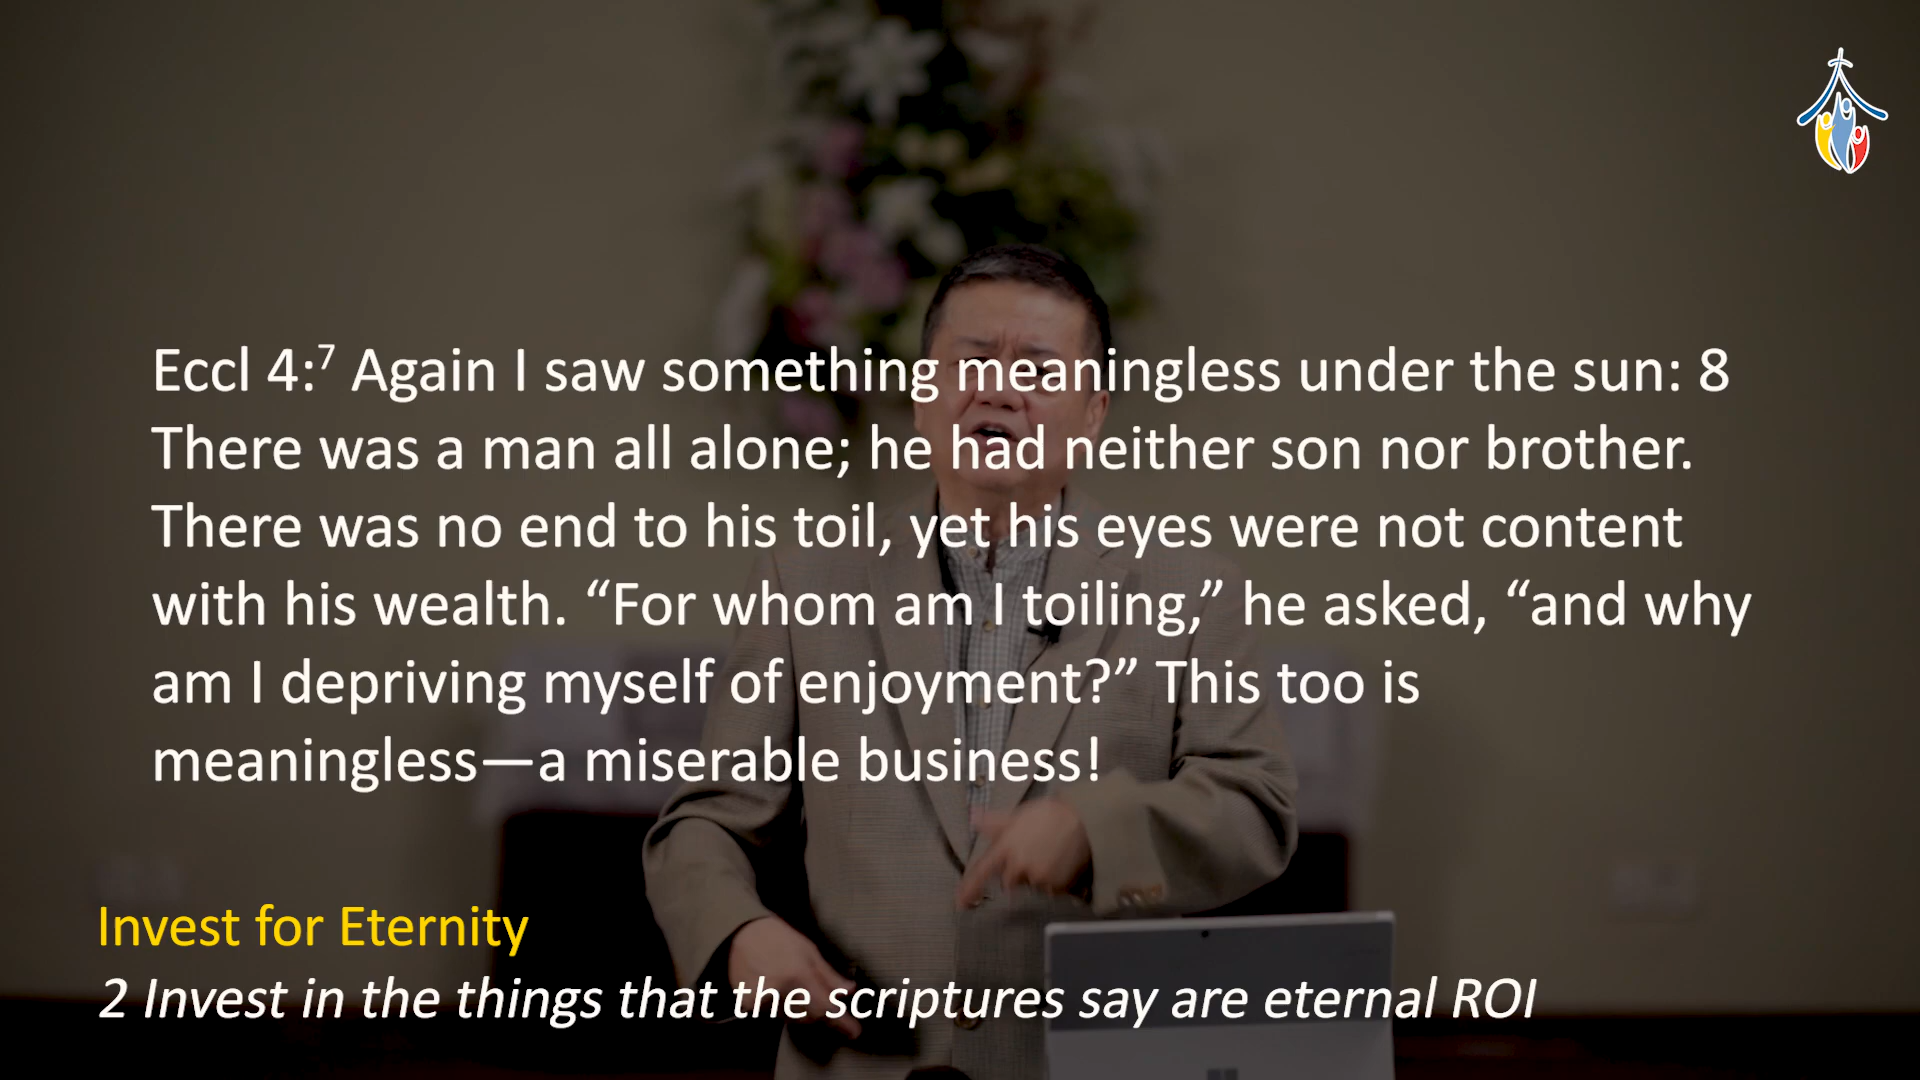 Eccl 4:⁷ Again I saw something meaningless under the sun: 8
There was a man all alone; he had neither son nor brother.
There was no end to his toil, yet his eyes were not content
with his wealth. “For whom am I toiling,” he asked, “and why
am I depriving myself of enjoyment?” This too is
meaningless—a miserable business!
Invest for Eternity
2 Invest in the things that the scriptures say are eternal ROI